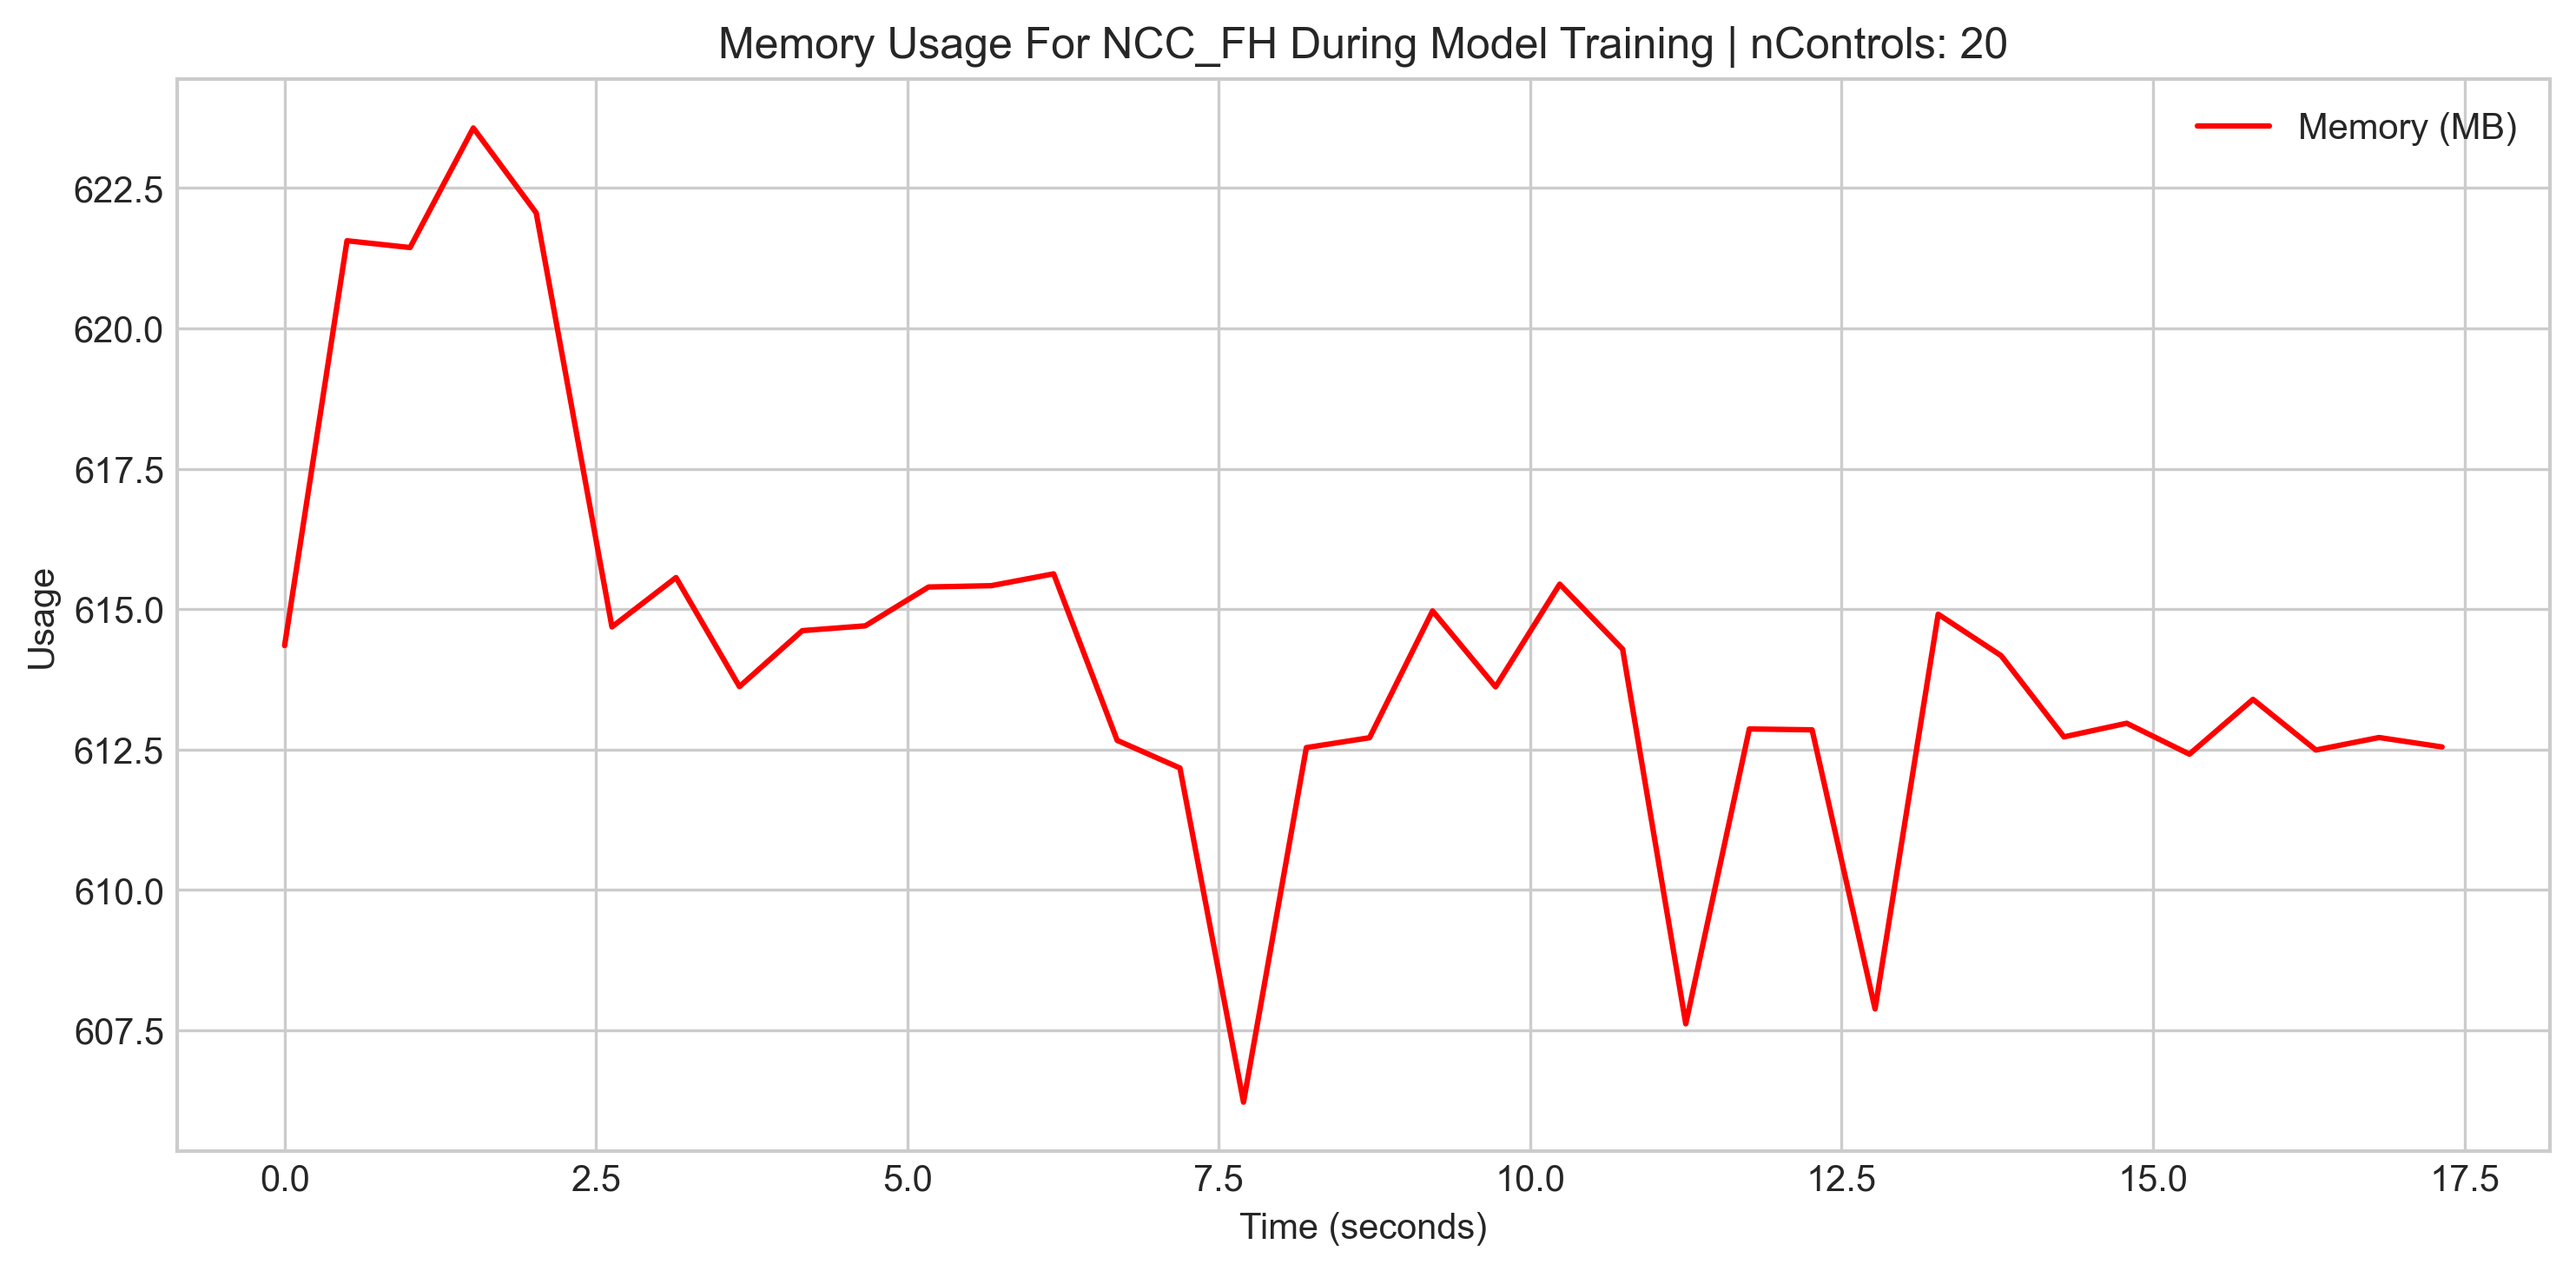 Memory Usage For NCC_FH During Model Training | nControls: 20
Memory (MB)
622.5
620.0
617.5
615.0
612.5
610.0
607.5
Usage
0.0 2.5 5.0 7.5 10.0 12.5 15.0 17.5
Time (seconds)